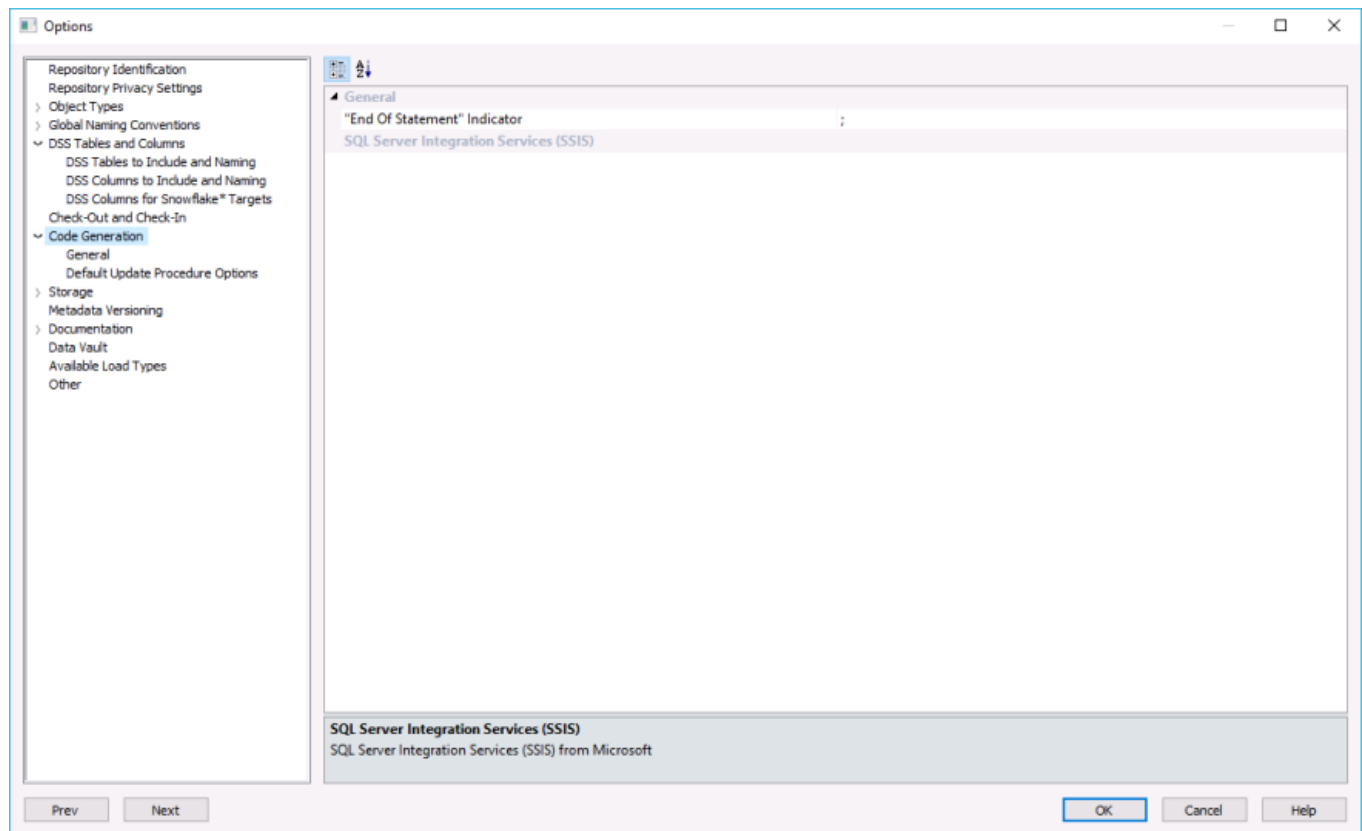 Options
Repository Identification
Repository Privacy Settings
Object Types
Global Naming Conventions
DSS Tables and Columns
DSS Tables to Include and Naming
DSS Columns to Include and Naming
DSS Columns for Snowflake* Targets
Check-Out and Check-In
Code Generation
General
Default Update Procedure Options
Storage
Metadata Versioning
Documentation
Data Vault
Available Load Types
Other
General
"End Of Statement" Indicator ;
SQL Server Integration Services (SSIS)
SQL Server Integration Services (SSIS)
SQL Server Integration Services (SSIS) from Microsoft
Prev Next OK Cancel Help